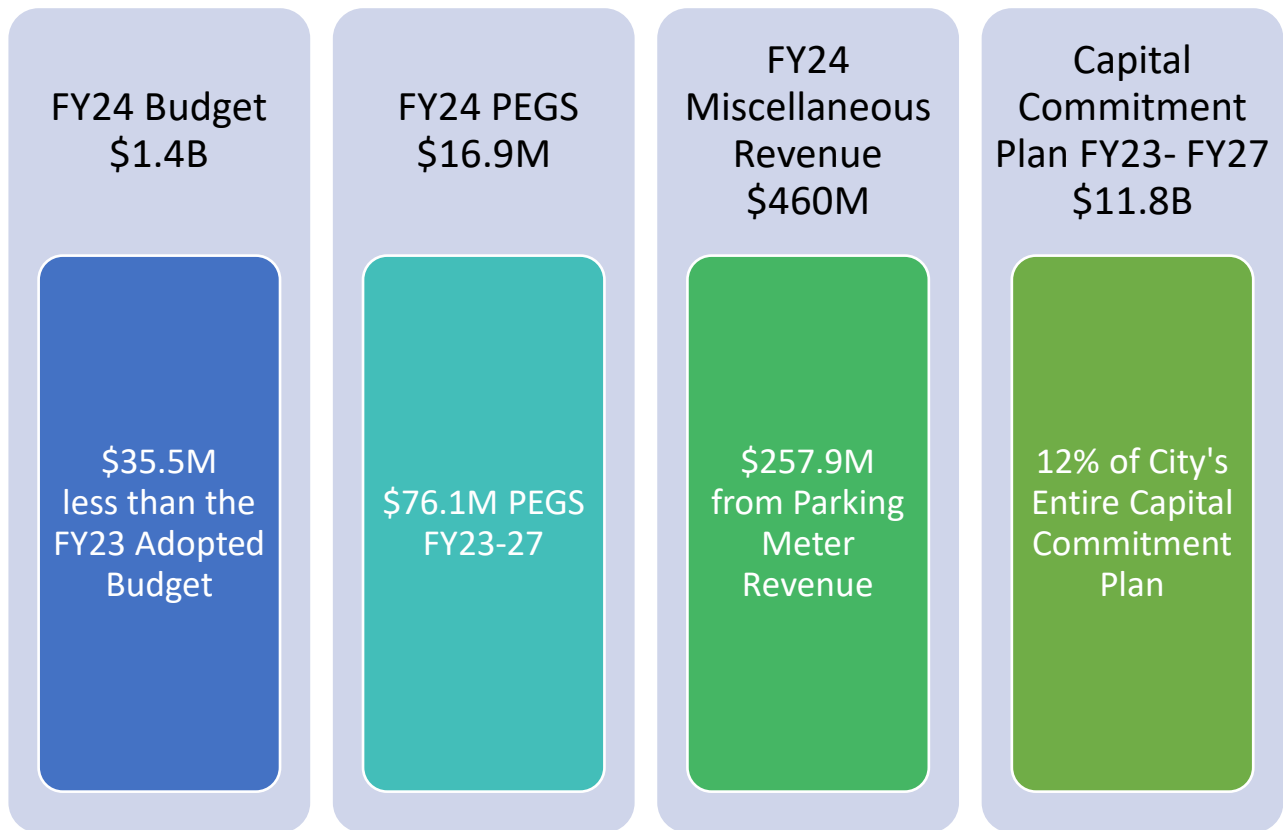 FY24 Budget
$1.4B
$35.5M
less than the
FY23 Adopted
Budget
FY24 PEGS
$16.9M
$76.1M PEGS
FY23-27
FY24
Miscellaneous
Revenue
$460M
$257.9M
from Parking
Meter
Revenue
Capital
Commitment
Plan FY23- FY27
$11.8B
12% of City's
Entire Capital
Commitment
Plan